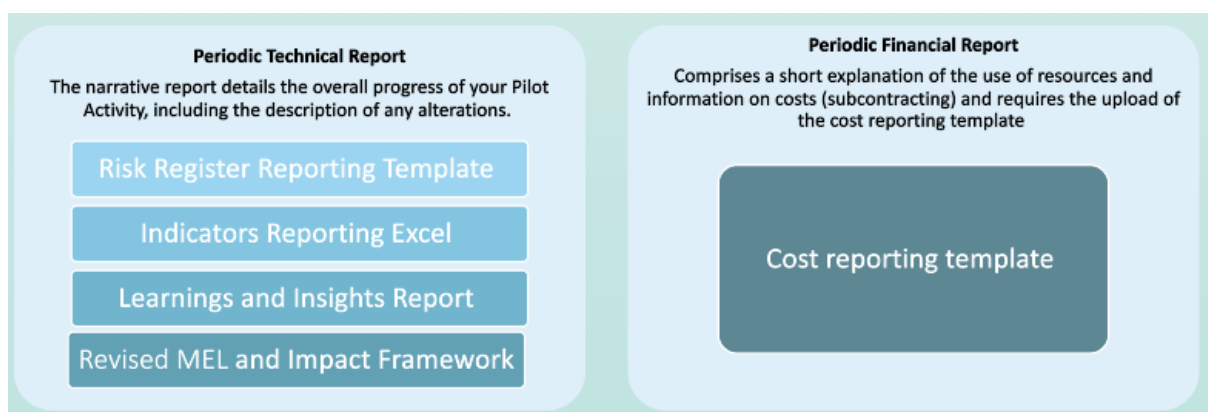 Periodic Technical Report
The narrative report details the overall progress of your Pilot
Activity, including the description of any alterations.
Risk Register Reporting Template
Indicators Reporting Excel
Learnings and Insights Report
Revised MEL and Impact Framework
Periodic Financial Report
Comprises a short explanation of the use of resources and
information on costs (subcontracting) and requires the upload of
the cost reporting template
Cost reporting template